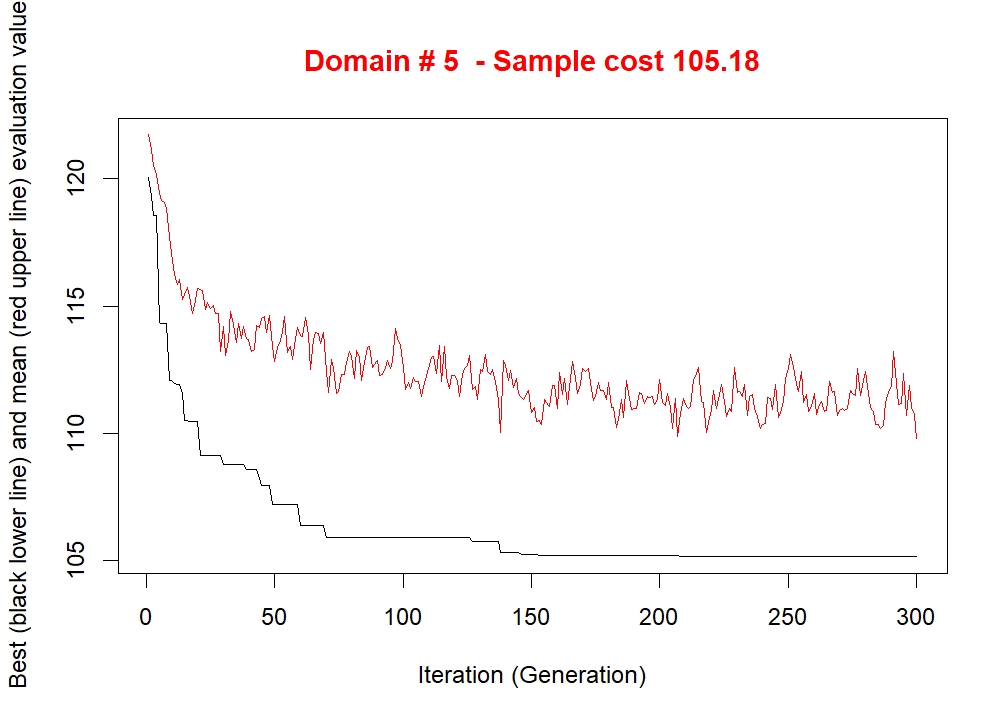 Domain # 5  - Sample cost 105.18
Best (black lower line) and mean (red upper line) evaluation value
120
115
110
105
0 50 100 150 200 250 300
Iteration (Generation)